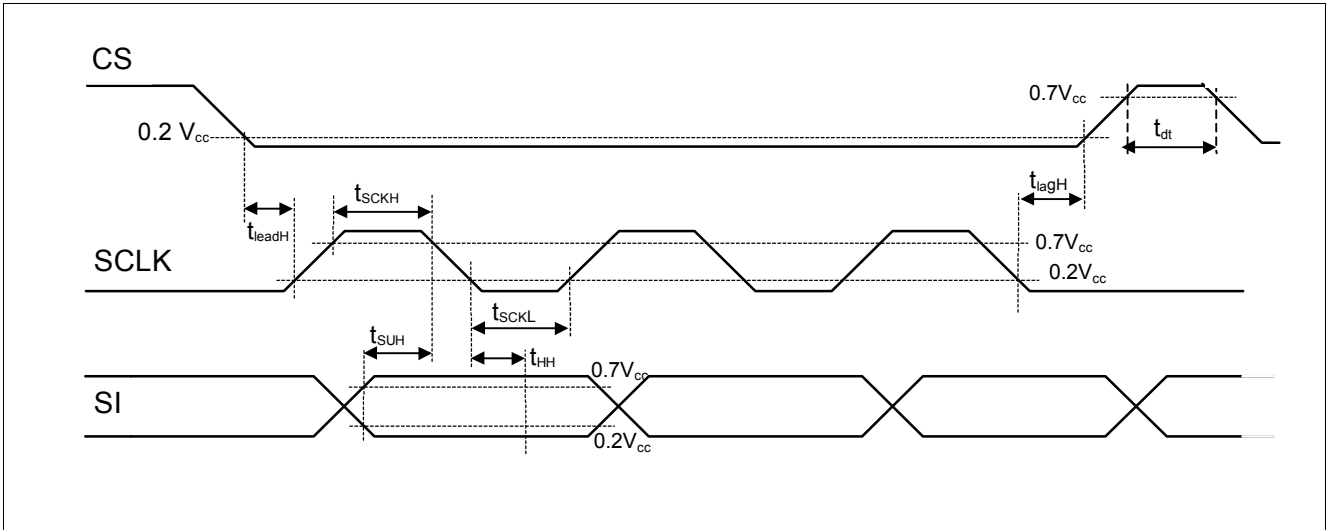 CS
0.7Vcc
0.2 Vcc
tdt
tSCKH
tlagH
tleadH
0.7Vcc
SCLK
0.2Vcc
tSCKL
tSUH
tHH
0.7Vcc
SI
0.2Vcc